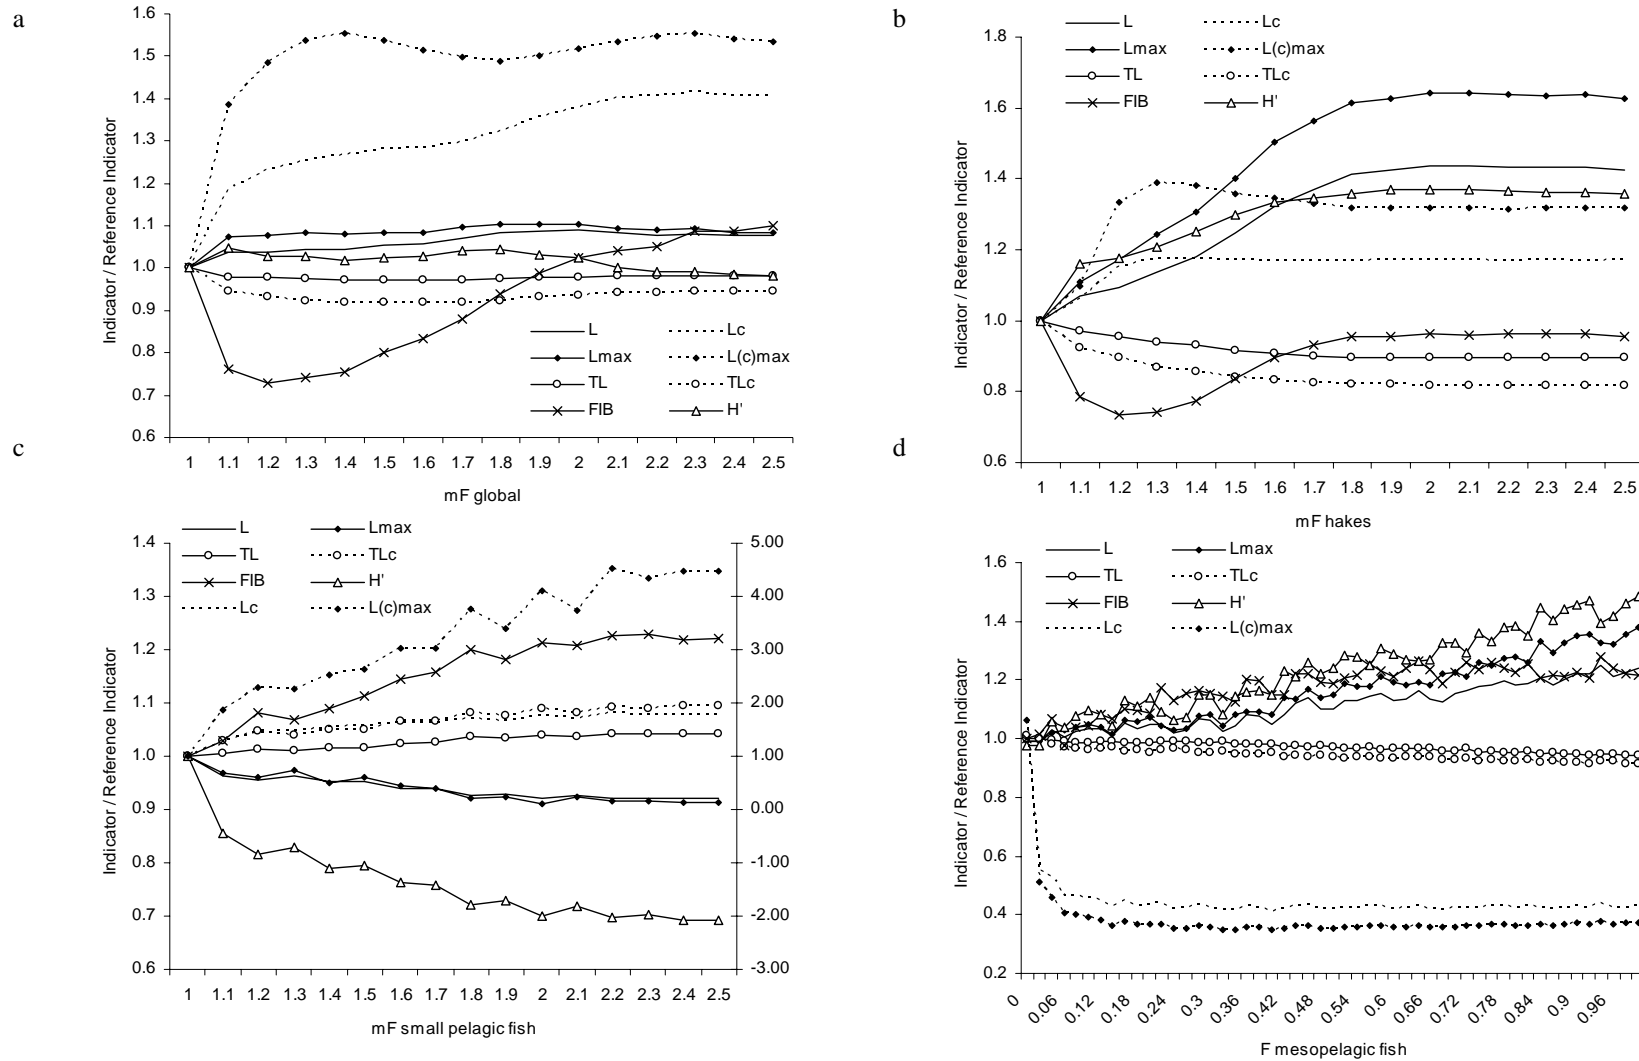 a
1.6
1.5
1.4
1.3
1.2
1.1
1.0
0.9
0.8
0.7
0.6
Indicator / Reference Indicator
L Lc
Lmax L(c)max
TL TLc
FIB H'
1 1.1 1.2 1.3 1.4 1.5 1.6 1.7 1.8 1.9 2 2.1 2.2 2.3 2.4 2.5
mF global
b
L Lc
Lmax L(c)max
TL TLc
FIB H'
1.8
1.6
1.4
1.2
1.0
0.8
0.6
Indicator / Reference Indicator
1 1.1 1.2 1.3 1.4 1.5 1.6 1.7 1.8 1.9 2 2.1 2.2 2.3 2.4 2.5
mF hakes
c
L Lmax
TL TLc
FIB H'
Lc L(c)max
1.4
1.3
1.2
1.1
1.0
0.9
0.8
0.7
0.6
Indicator / Reference Indicator
5.00
4.00
3.00
2.00
1.00
0.00
-1.00
-2.00
-3.00
1 1.1 1.2 1.3 1.4 1.5 1.6 1.7 1.8 1.9 2 2.1 2.2 2.3 2.4 2.5
mF small pelagic fish
d
L Lmax
TL TLc
FIB H'
Lc L(c)max
1.6
1.4
1.2
1.0
0.8
0.6
0.4
0.2
Indicator / Reference Indicator
0 0.06 0.12 0.18 0.24 0.3 0.36 0.42 0.48 0.54 0.6 0.66 0.72 0.78 0.84 0.9 0.96
F mesopelagic fish